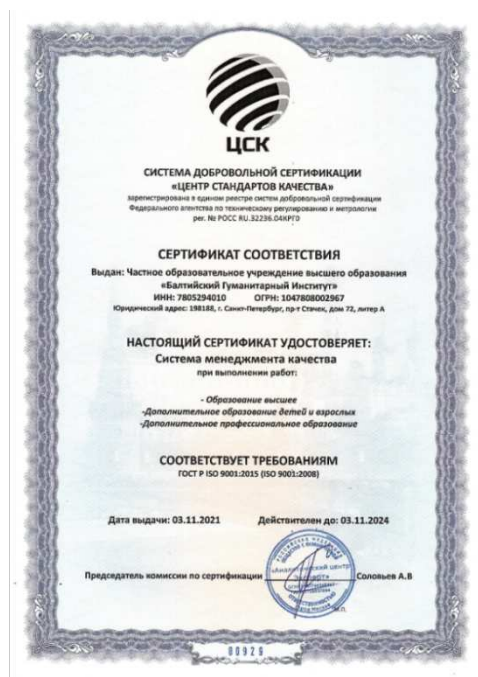 ЦСК
СИСТЕМА ДОБРОВОЛЬНОЙ СЕРТИФИКАЦИИ
«ЦЕНТР СТАНДАРТОВ КАЧЕСТВА»
зарегистрирована в едином реестре систем добровольной сертификации
Федерального агентства по техническому регулированию и метрологии
рег. № РОСС RU.32236.04КРГ0
СЕРТИФИКАТ СООТВЕТСТВИЯ
Выдан: Частное образовательное учреждение высшего образования
«Балтийский Гуманитарный Институт»
ИНН: 7805294010 ОГРН: 1047808002967
Юридический адрес: 198188, г. Санкт-Петербург, пр-т Стачек, дом 72, литер А
НАСТОЯЩИЙ СЕРТИФИКАТ УДОСТОВЕРЯЕТ:
Система менеджмента качества
при выполнении работ:
- Образование высшее
-Дополнительное образование детей и взрослых
-Дополнительное профессиональное образование
СООТВЕТСТВУЕТ ТРЕБОВАНИЯМ
ГОСТ Р ISO 9001:2015 (ISO 9001:2008)
Дата выдачи: 03.11.2021 Действителен до: 03.11.2024
Председатель комиссии по сертификации Соловьев А.В
М.П.
00926